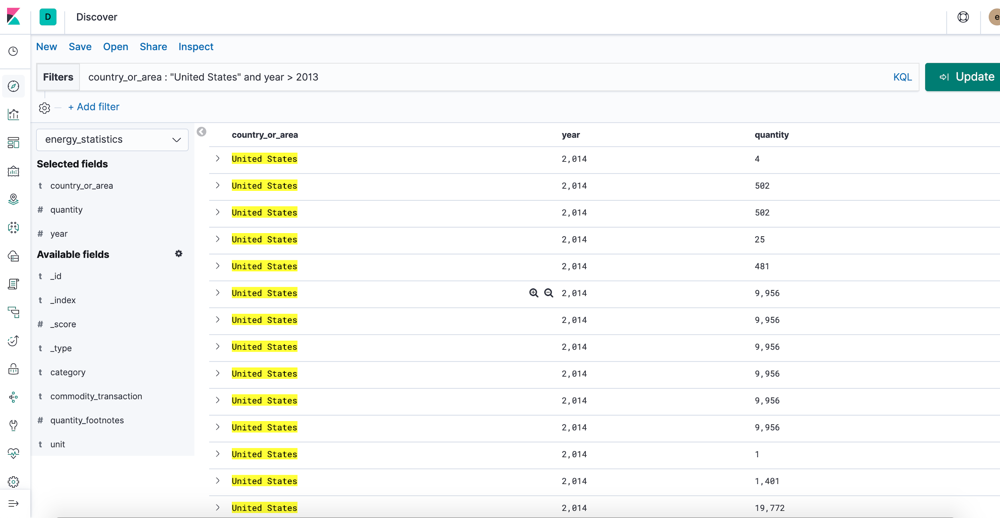 D Discover e
New Save Open Share Inspect
Filters country_or_area : "United States" and year > 2013 KQL Update
+ Add filter
energy_statistics
Selected fields
t country_or_area
# quantity
# year
Available fields
t _id
t _index
# _score
t _type
t category
t commodity_transaction
# quantity_footnotes
t unit
country_or_area year quantity
United States 2,014 4
United States 2,014 502
United States 2,014 502
United States 2,014 25
United States 2,014 481
United States 2,014 9,956
United States 2,014 9,956
United States 2,014 9,956
United States 2,014 9,956
United States 2,014 9,956
United States 2,014 9,956
United States 2,014 1
United States 2,014 1,401
United States 2,014 19,772